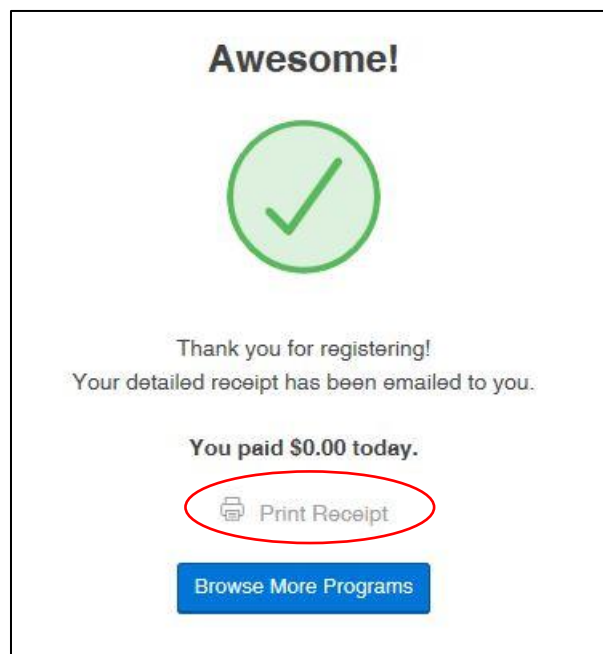 Awesome!
Thank you for registering!
Your detailed receipt has been emailed to you.
You paid $0.00 today.
Print Receipt
Browse More Programs